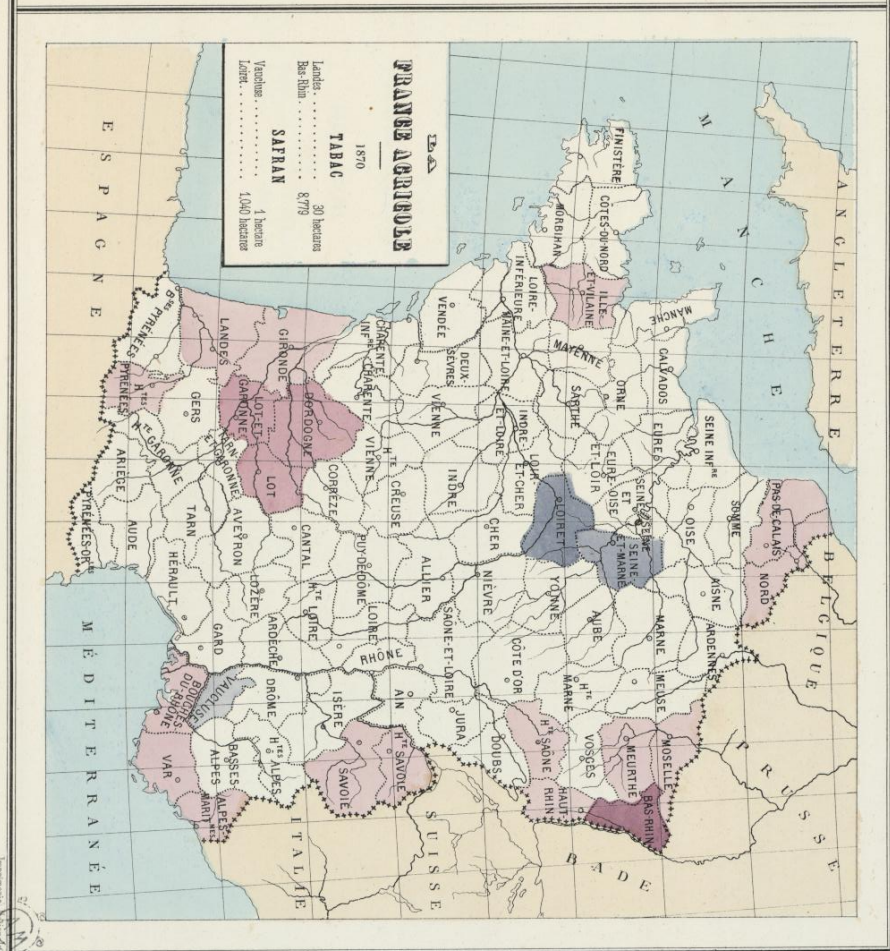 LA
FRANCE AGRICOLE
1870
TABAC
Landes . . . . . . . . . . . 30 hectares
Bas-Rhin . . . . . . . . . . 8,779
SAFRAN
Vaucluse . . . . . . . . . . 1 hectare
Loiret . . . . . . . . . . . 1,040 hectares
ANGLETERRE
MANCHE
BELGIQUE
PRUSSE
BADE
SUISSE
ITALIE
MÉDITERRANÉE
ESPAGNE
PAS-DE-CALAIS
NORD
SOMME
SEINE INFRE
OISE
AISNE
ARDENNES
MANCHE
CALVADOS
EURE
ORNE
SEINE ET OISE
SEINE
SEINE ET-MARNE
MARNE
MEUSE
MOSELLE
MEURTHE
BAS-RHIN
FINISTÈRE
CÔTES-DU-NORD
MORBIHAN
ILLE-ET-VILAINE
MAYENNE
SARTHE
EURE-ET-LOIR
LOIRET
YONNE
AUBE
HTE MARNE
VOSGES
HAUT RHIN
HTE SAÔNE
LOIRE-INFÉRIEURE
MAINE-ET-LOIRE
INDRE-ET-LOIRE
LOIR-ET-CHER
CHER
NIÈVRE
CÔTE D'OR
DOUBS
JURA
VENDÉE
DEUX-SÈVRES
VIENNE
INDRE
ALLIER
SAÔNE-ET-LOIRE
AIN
HTE SAVOIE
SAVOIE
CHARENTE INFRE
CHARENTE
HTE VIENNE
CREUSE
PUY-DE-DÔME
LOIRE
RHÔNE
ISÈRE
GIRONDE
DORDOGNE
CORRÈZE
CANTAL
HTE LOIRE
ARDÈCHE
DRÔME
HTES ALPES
LANDES
LOT-ET-GARONNE
LOT
AVEYRON
LOZÈRE
GARD
VAUCLUSE
BASSES ALPES
ALPES MARITMES
GERS
TARN-ET-GARONNE
TARN
HÉRAULT
BOUCHES DU-RHÔNE
VAR
BSES PYRÉNÉES
HTES PYRÉNÉES
HTE GARONNE
ARIÈGE
AUDE
PYRÉNÉES-ORLES